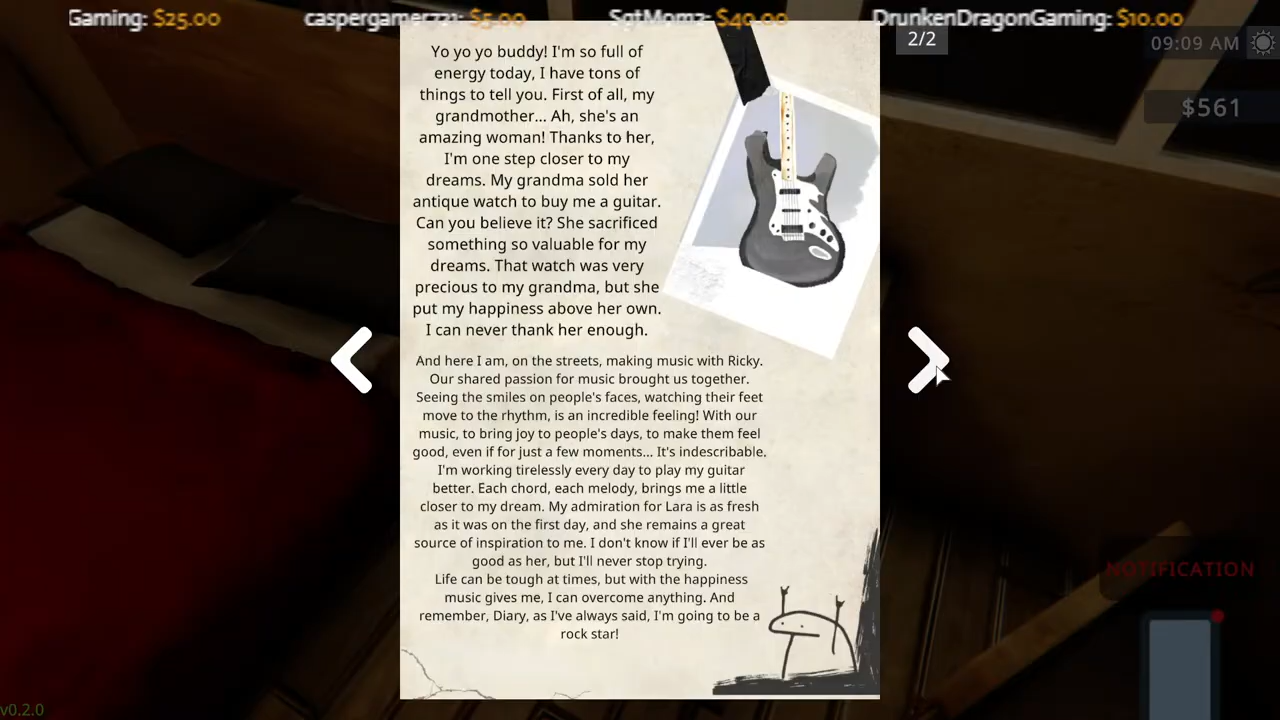 Gaming: $25.00 caspergamer721: $5.00 SgtMom2: $40.00 DrunkenDragonGaming: $10.00
2/2
09:09 AM
$561
Yo yo yo buddy! I'm so full of
energy today, I have tons of
things to tell you. First of all, my
grandmother... Ah, she's an
amazing woman! Thanks to her,
I'm one step closer to my
dreams. My grandma sold her
antique watch to buy me a guitar.
Can you believe it? She sacrificed
something so valuable for my
dreams. That watch was very
precious to my grandma, but she
put my happiness above her own.
I can never thank her enough.
And here I am, on the streets, making music with Ricky.
Our shared passion for music brought us together.
Seeing the smiles on people's faces, watching their feet
move to the rhythm, is an incredible feeling! With our
music, to bring joy to people's days, to make them feel
good, even if for just a few moments... It's indescribable.
I'm working tirelessly every day to play my guitar
better. Each chord, each melody, brings me a little
closer to my dream. My admiration for Lara is as fresh
as it was on the first day, and she remains a great
source of inspiration to me. I don't know if I'll ever be as
good as her, but I'll never stop trying.
Life can be tough at times, but with the happiness
music gives me, I can overcome anything. And
remember, Diary, as I've always said, I'm going to be a
rock star!
NOTIFICATION
v0.2.0